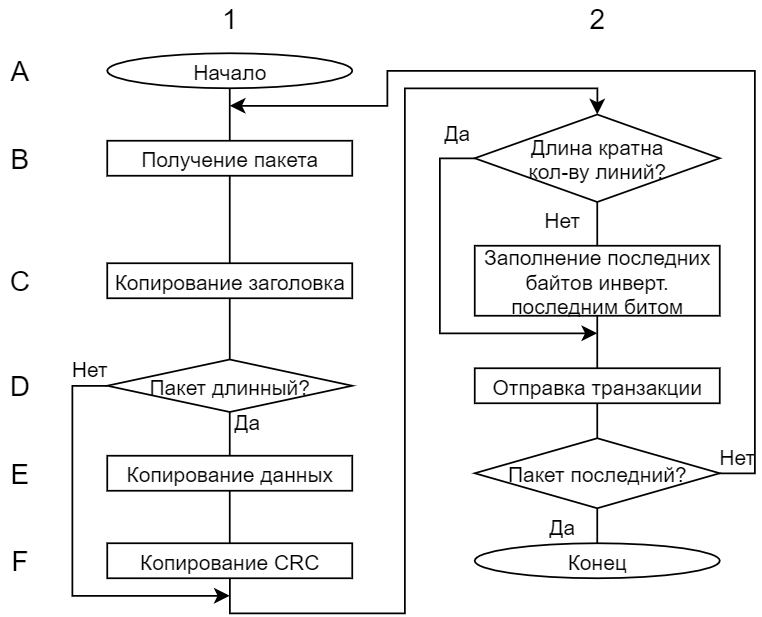 1
2
A
Начало
B
Получение пакета
C
Копирование заголовка
D
Нет
Пакет длинный?
Да
E
Копирование данных
F
Копирование CRC
Да
Длина кратна
кол-ву линий?
Нет
Заполнение последних
байтов инверт.
последним битом
Отправка транзакции
Пакет последний?
Нет
Да
Конец